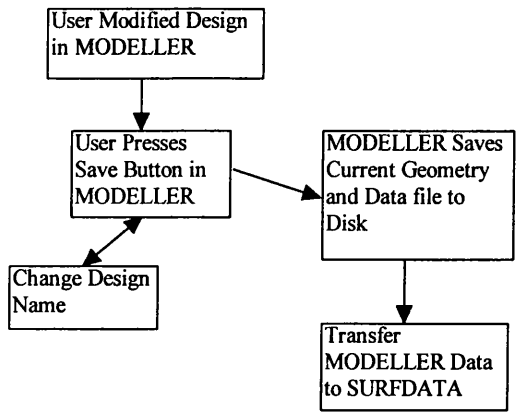 User Modified Design
in MODELLER
User Presses
Save Button in
MODELLER
MODELLER Saves
Current Geometry
and Data file to
Disk
Change Design
Name
Transfer
MODELLER Data
to SURFDATA